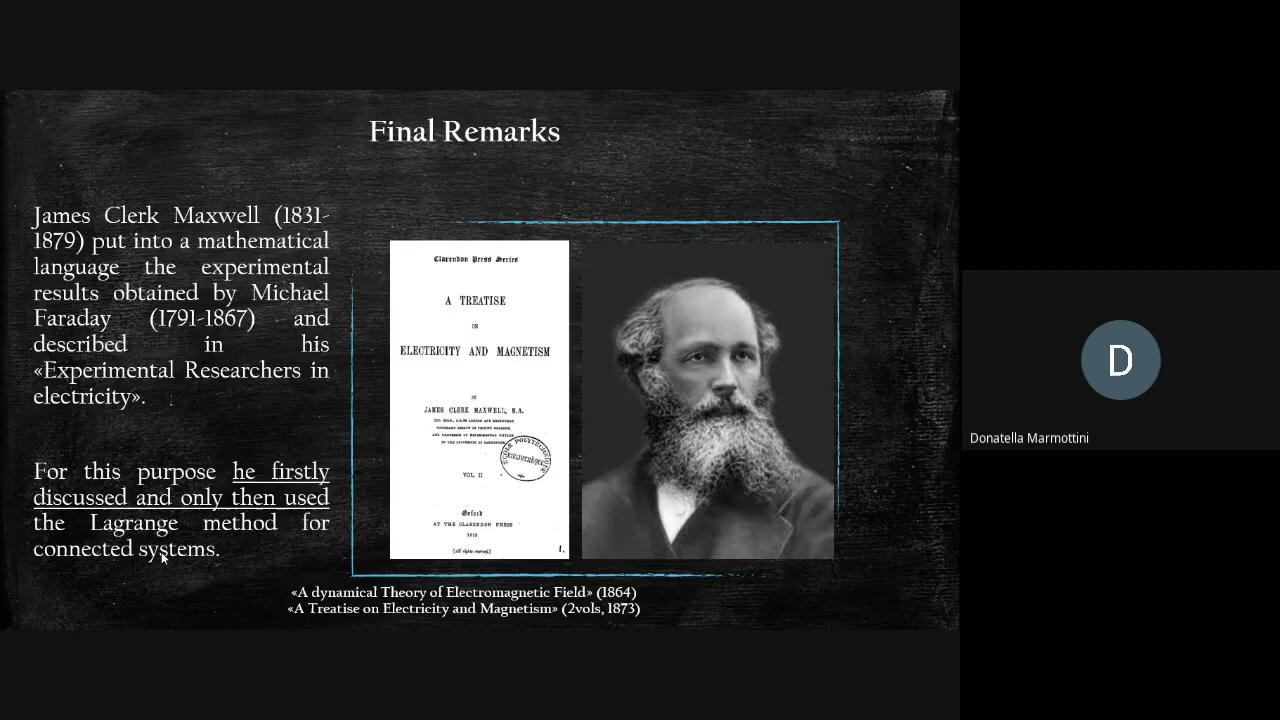 Final Remarks
James Clerk Maxwell (1831-
1879) put into a mathematical
language the experimental
results obtained by Michael
Faraday (1791-1867) and
described in his
«Experimental Researchers in
electricity».
For this purpose he firstly
discussed and only then used
the Lagrange method for
connected systems.
Clarendon Press Series
A TREATISE
ON
ELECTRICITY AND MAGNETISM
BY
JAMES CLERK MAXWELL, M.A.
VOL. II
Oxford
AT THE CLARENDON PRESS
[All rights reserved]
«A dynamical Theory of Electromagnetic Field» (1864)
«A Treatise on Electricity and Magnetism» (2vols, 1873)
D
Donatella Marmottini